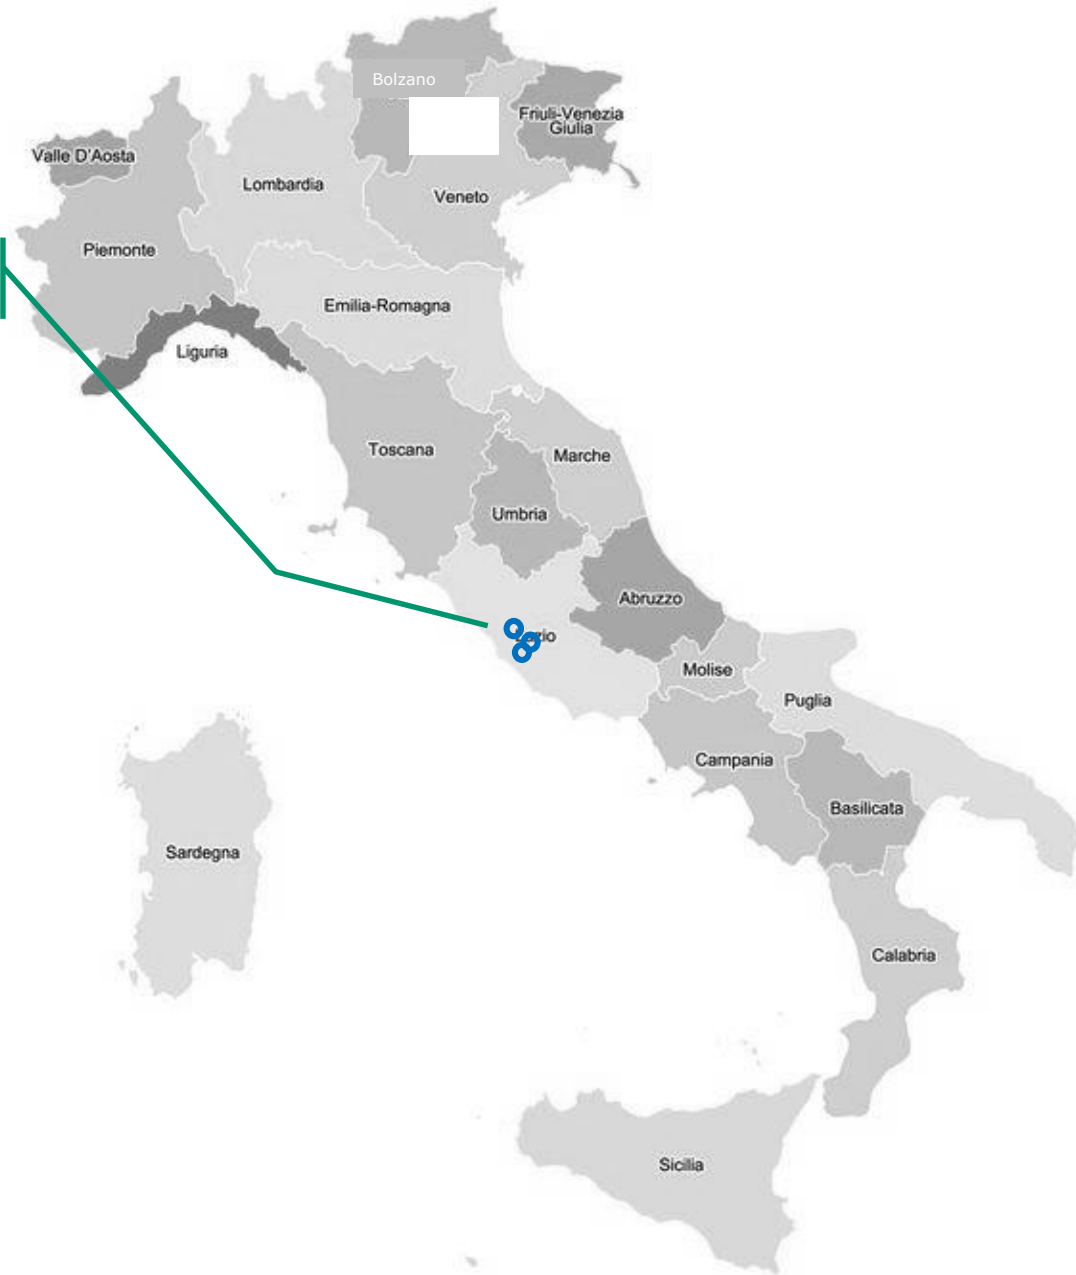 Bolzano
Friuli-Venezia
Giulia
Valle D'Aosta
Lombardia
Veneto
Piemonte
Emilia-Romagna
Liguria
Toscana
Marche
Umbria
Abruzzo
Lazio
Molise
Puglia
Campania
Basilicata
Sardegna
Calabria
Sicilia